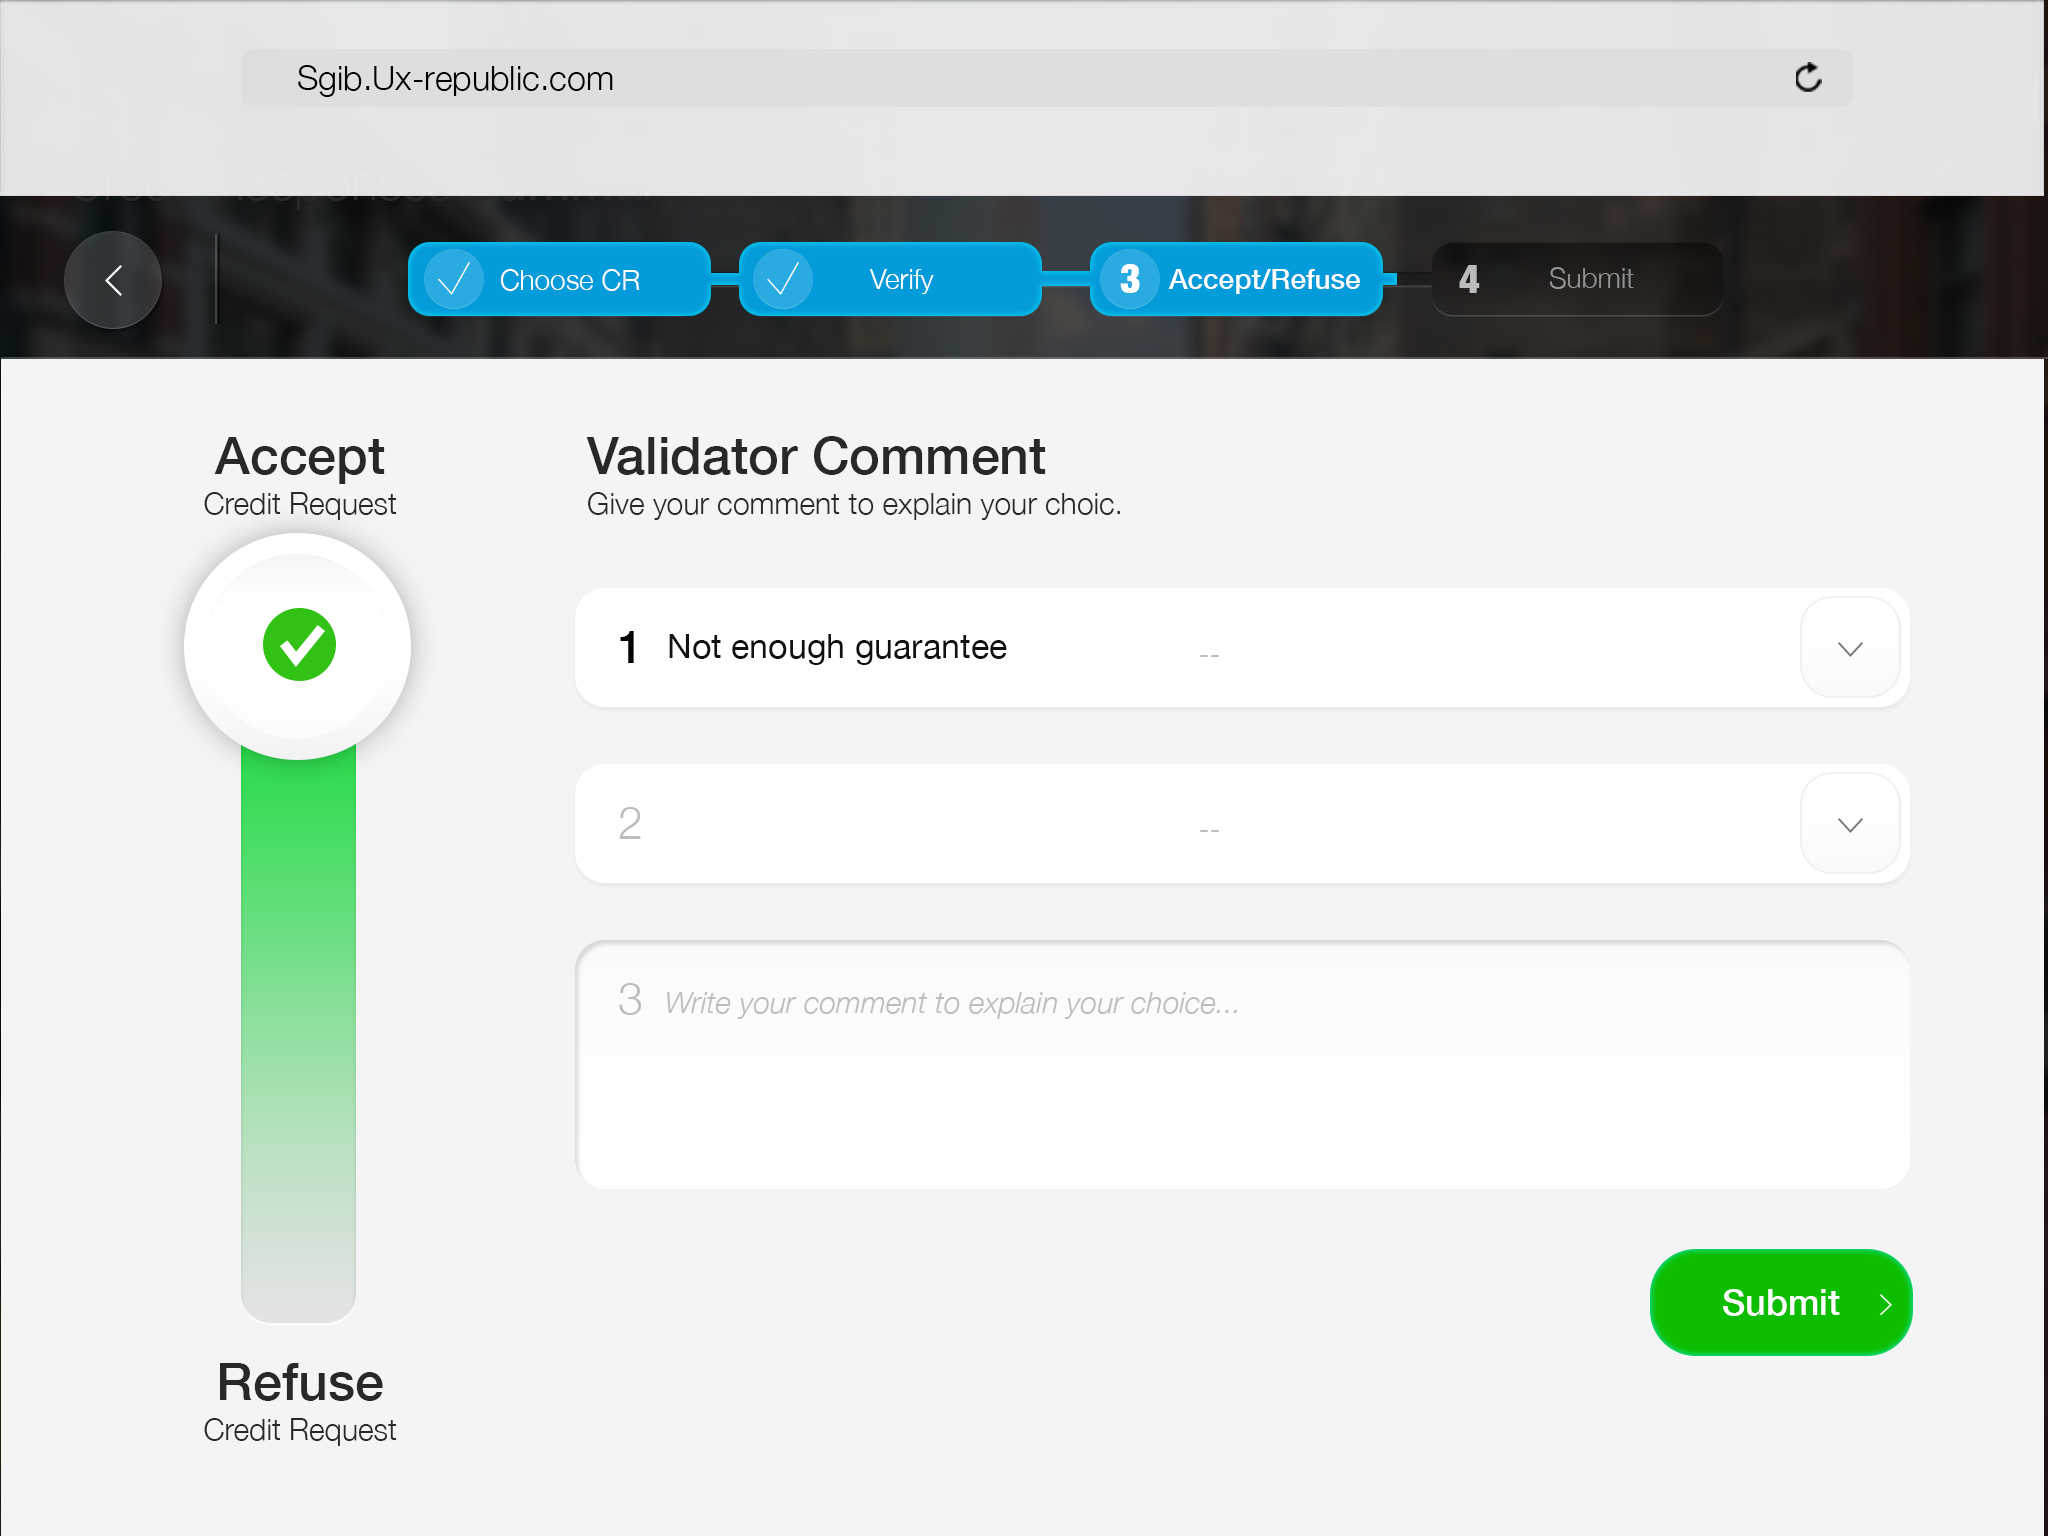 Sgib.Ux-republic.com
Choose CR
Verify
3 Accept/Refuse
4 Submit
Accept
Credit Request
Validator Comment
Give your comment to explain your choic.
1 Not enough guarantee --
2 --
3 Write your comment to explain your choice...
Submit
Refuse
Credit Request